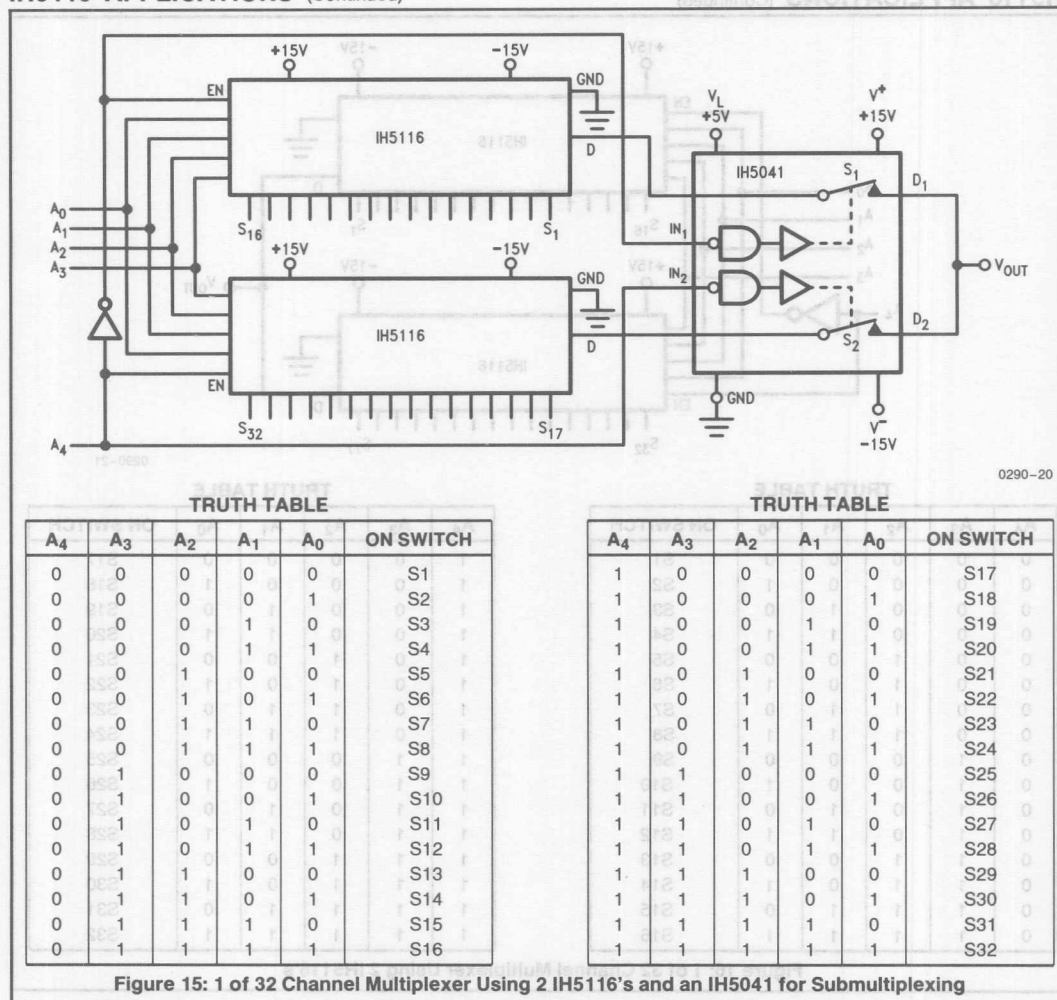 IH5116 APPLICATIONS (Continued)
+15V
-15V
EN
GND
IH5116
D
S16
S1
A0
A1
A2
A3
+15V
-15V
GND
IH5116
D
EN
S32
S17
A4
VL
+5V
V+
+15V
IH5041
S1
D1
IN1
IN2
VOUT
S2
D2
GND
V-
-15V
0290-20
TRUTH TABLE
A4 A3 A2 A1 A0 ON SWITCH
0 0 0 0 0 S1
0 0 0 0 1 S2
0 0 0 1 0 S3
0 0 0 1 1 S4
0 0 1 0 0 S5
0 0 1 0 1 S6
0 0 1 1 0 S7
0 0 1 1 1 S8
0 1 0 0 0 S9
0 1 0 0 1 S10
0 1 0 1 0 S11
0 1 0 1 1 S12
0 1 1 0 0 S13
0 1 1 0 1 S14
0 1 1 1 0 S15
0 1 1 1 1 S16
TRUTH TABLE
A4 A3 A2 A1 A0 ON SWITCH
1 0 0 0 0 S17
1 0 0 0 1 S18
1 0 0 1 0 S19
1 0 0 1 1 S20
1 0 1 0 0 S21
1 0 1 0 1 S22
1 0 1 1 0 S23
1 0 1 1 1 S24
1 1 0 0 0 S25
1 1 0 0 1 S26
1 1 0 1 0 S27
1 1 0 1 1 S28
1 1 1 0 0 S29
1 1 1 0 1 S30
1 1 1 1 0 S31
1 1 1 1 1 S32
Figure 15: 1 of 32 Channel Multiplexer Using 2 IH5116's and an IH5041 for Submultiplexing